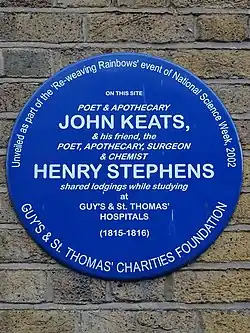 Unveiled as part of the 'Re-weaving Rainbows' event of National Science Week, 2002
ON THIS SITE
POET & APOTHECARY
JOHN KEATS,
& his friend, the
POET, APOTHECARY, SURGEON
& CHEMIST
HENRY STEPHENS
shared lodgings while studying
at
GUY'S & St. THOMAS'
HOSPITALS
(1815-1816)
GUY'S & St. THOMAS' CHARITIES FOUNDATION